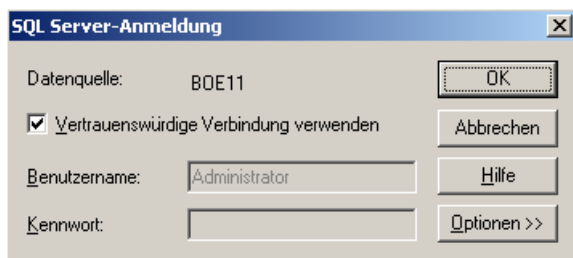 SQL Server-Anmeldung
Datenquelle: BOE11
OK
Vertrauenswürdige Verbindung verwenden
Abbrechen
Benutzername: Administrator
Hilfe
Kennwort:
Optionen >>